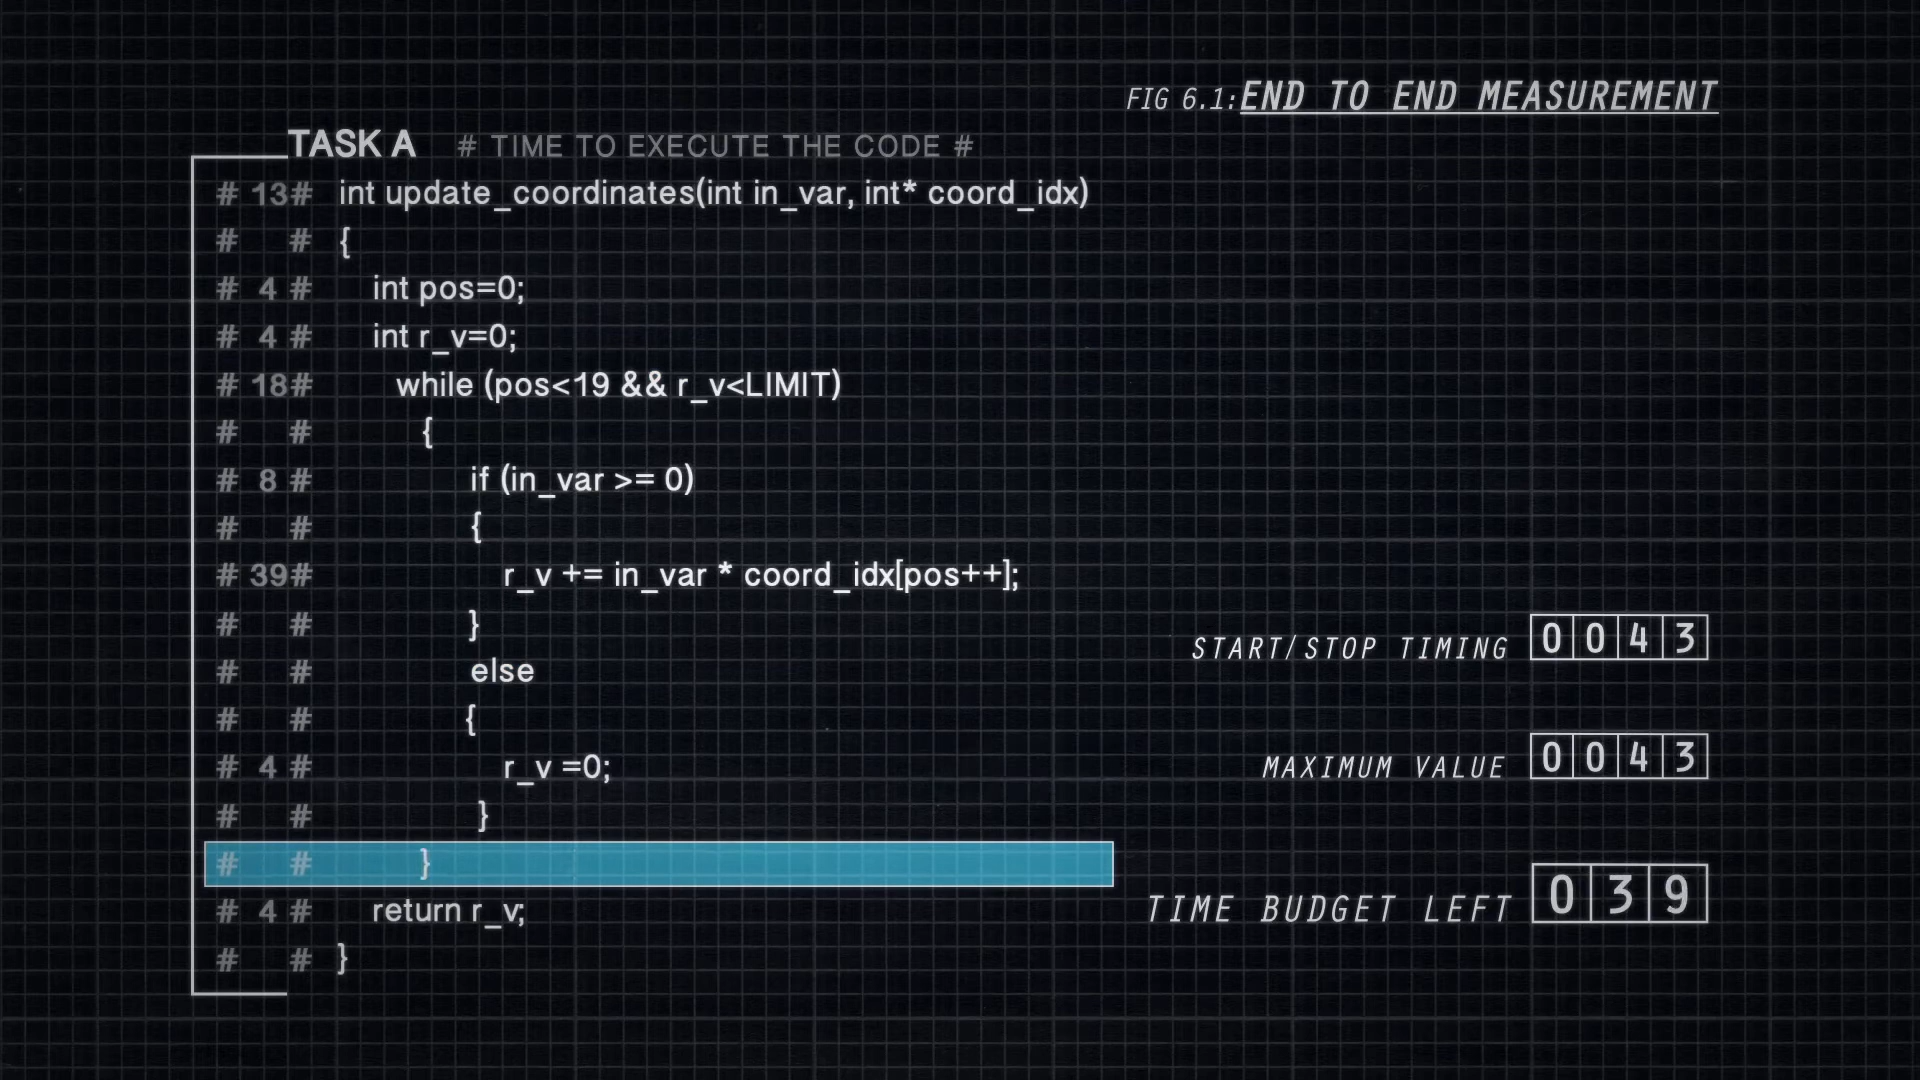 FIG 6.1:END TO END MEASUREMENT
TASK A # TIME TO EXECUTE THE CODE #
# 13# int update_coordinates(int in_var, int* coord_idx)
# # {
# 4 # int pos=0;
# 4 # int r_v=0;
# 18# while (pos<19 && r_v<LIMIT)
# # {
# 8 # if (in_var >= 0)
# # {
# 39# r_v += in_var * coord_idx[pos++];
# # }
# # else
# # {
# 4 # r_v =0;
# # }
# # }
# 4 # return r_v;
# # }
START/STOP TIMING 0043
MAXIMUM VALUE 0043
TIME BUDGET LEFT 039